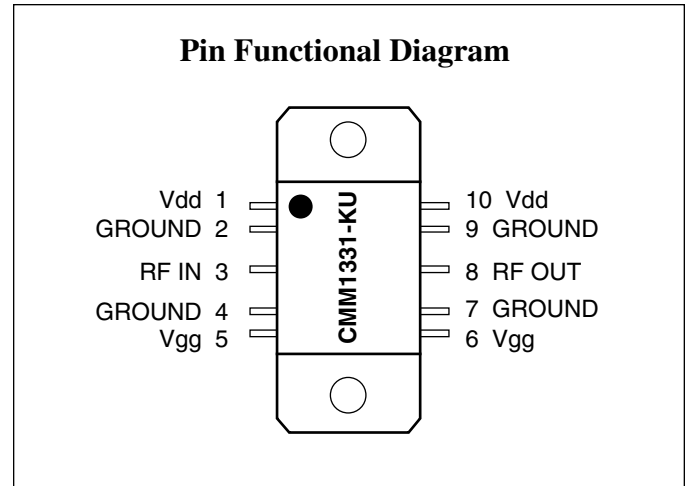 Pin Functional Diagram
Vdd 1
GROUND 2
RF IN 3
GROUND 4
Vgg 5
CMM1331-KU
10 Vdd
9 GROUND
8 RF OUT
7 GROUND
6 Vgg